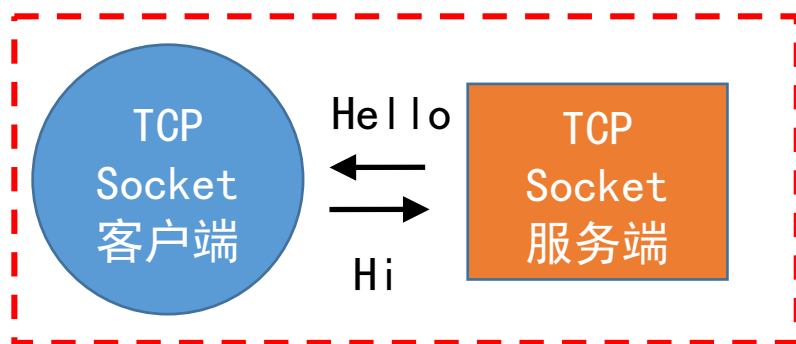 TCP
Socket
客户端
Hello
Hi
TCP
Socket
服务端